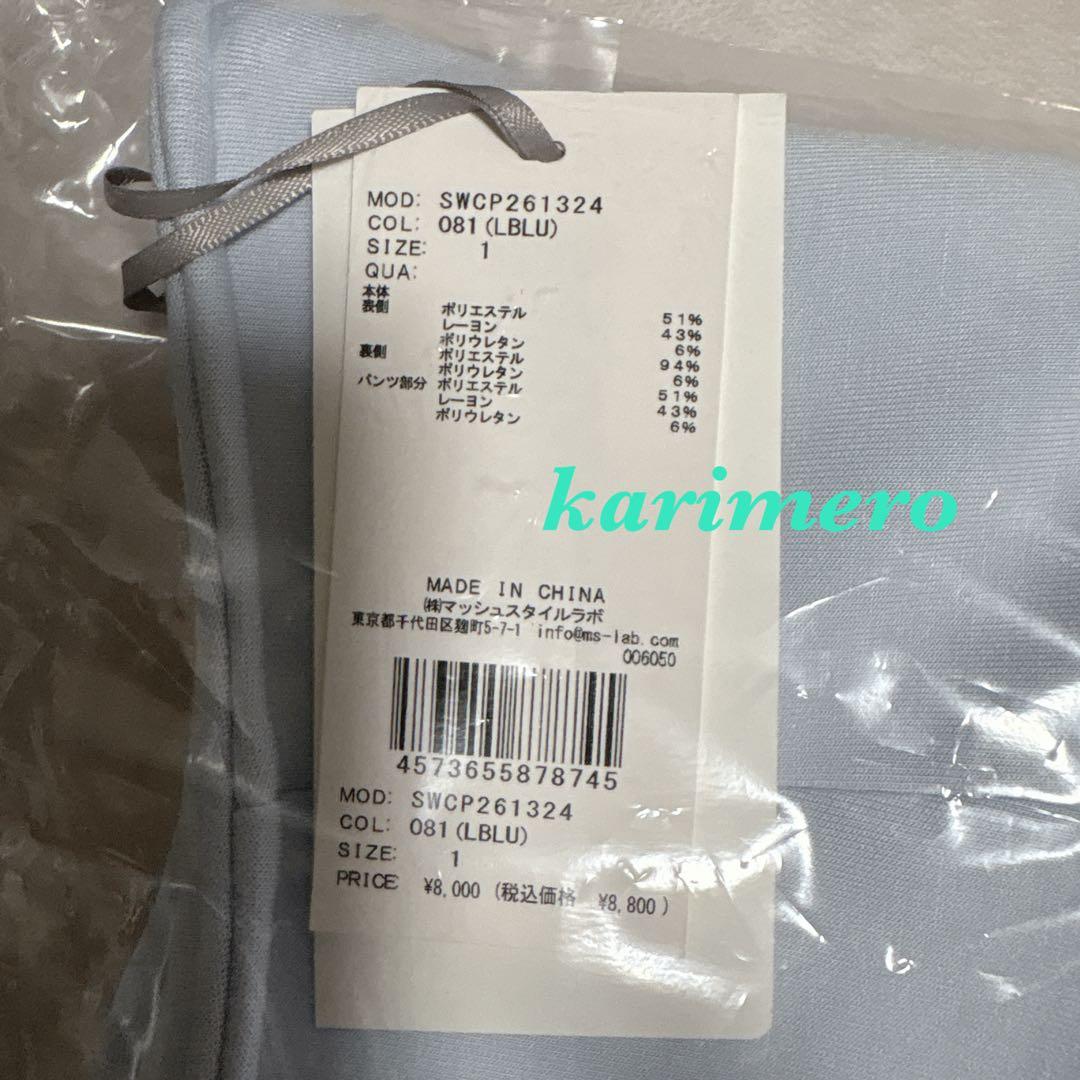 MOD: SWCP261324
COL: 081(LBLU)
SIZE: 1
QUA:
本体
表側 ポリエステル 51%
レーヨン 43%
ポリウレタン 6%
裏側 ポリエステル 94%
ポリウレタン 6%
パンツ部分 ポリエステル 51%
レーヨン 43%
ポリウレタン 6%
karimero
MADE IN CHINA
㈱マッシュスタイルラボ
東京都千代田区麹町5-7-1 info@ms-lab.com
006050
4573655878745
MOD: SWCP261324
COL: 081(LBLU)
SIZE: 1
PRICE: ¥8,000 (税込価格 ¥8,800)